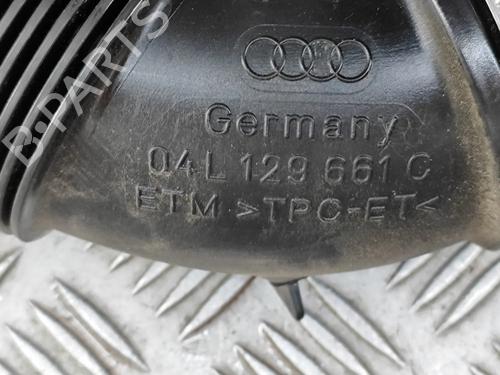 B-PARTS
Germany
04L 129 661 C
ETM >TPC-ET<